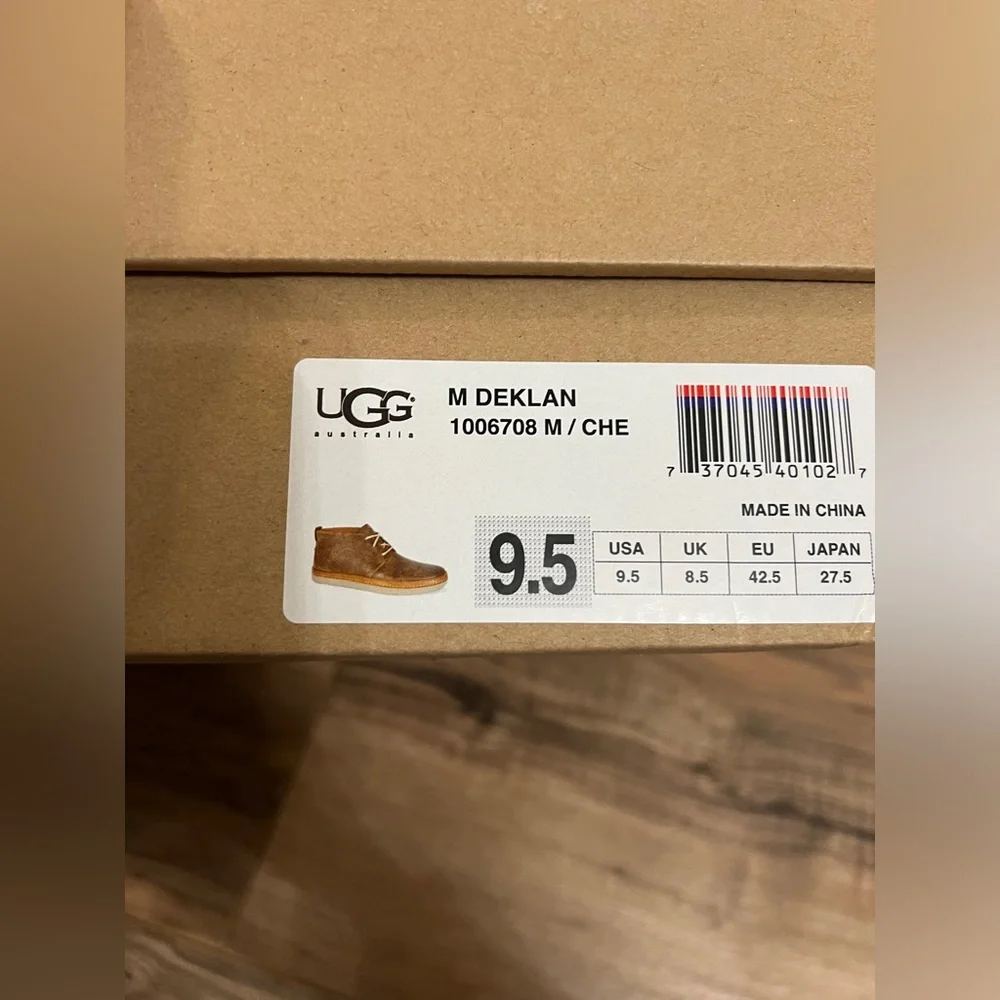 UGG
australia
M DEKLAN
1006708 M / CHE
7 37045 40102 7
MADE IN CHINA
9.5
USA UK EU JAPAN
9.5 8.5 42.5 27.5